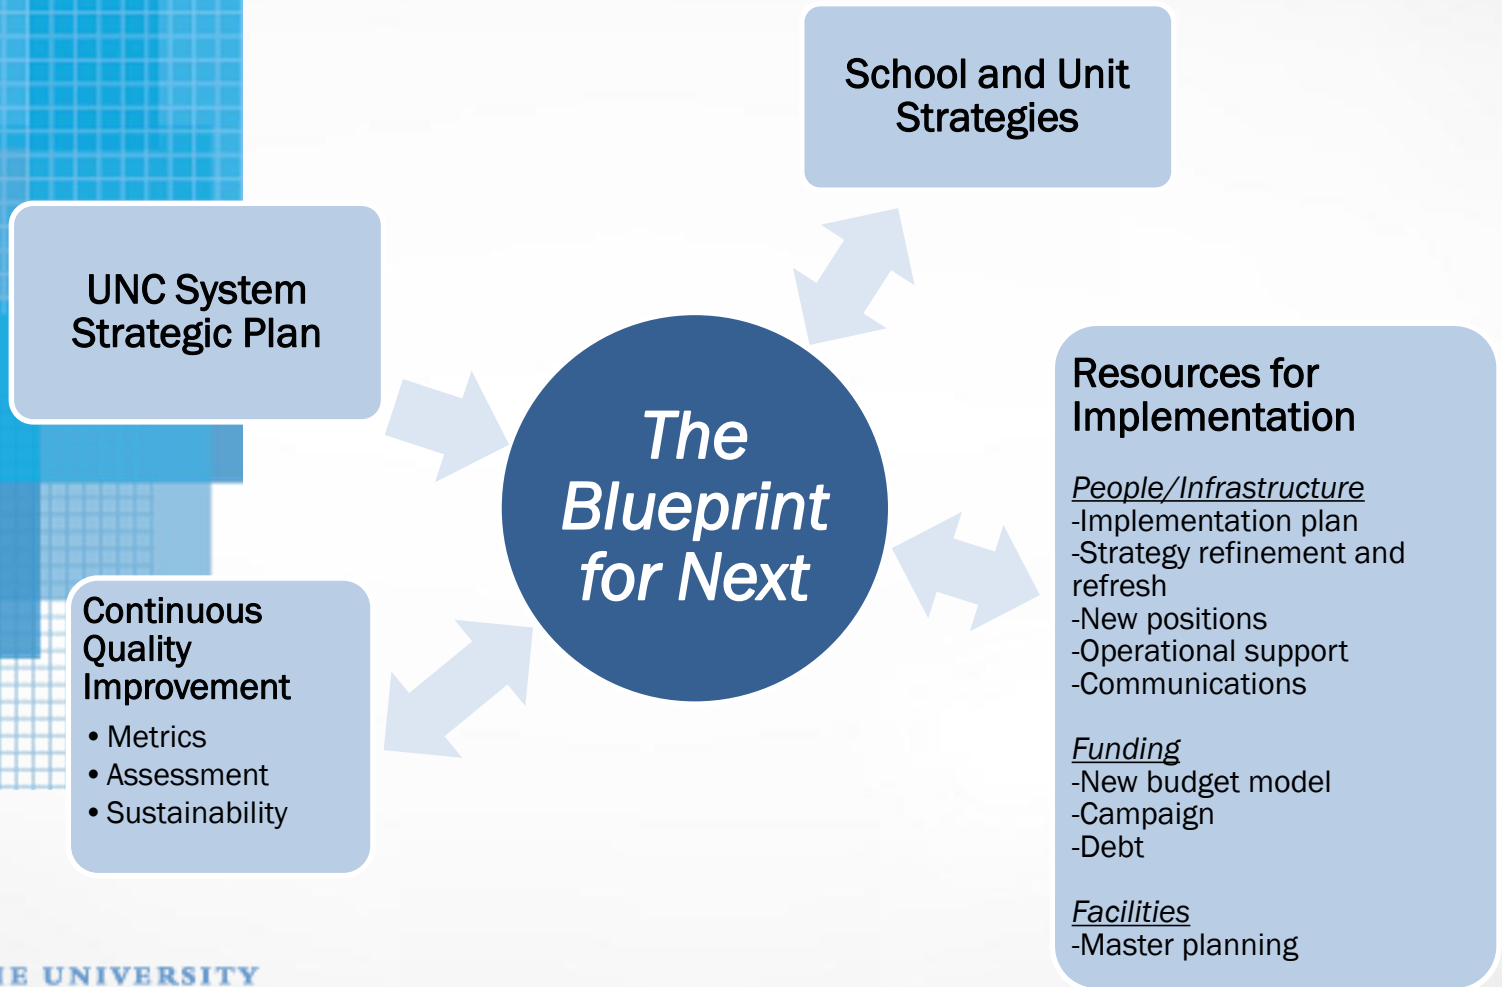 School and Unit
Strategies
UNC System
Strategic Plan
The
Blueprint
for Next
Resources for
Implementation
People/Infrastructure
-Implementation plan
-Strategy refinement and
refresh
-New positions
-Operational support
-Communications
Funding
-New budget model
-Campaign
-Debt
Facilities
-Master planning
Continuous
Quality
Improvement
• Metrics
• Assessment
• Sustainability
UNIVERSITY